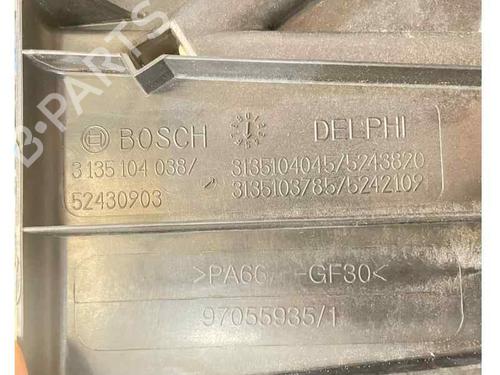 B-PARTS
BOSCH DELPHI
3 135 104 038/ 3135104045/5243820
52430903 3135103785/5242109
>PA66 -GF30<
97055935/1